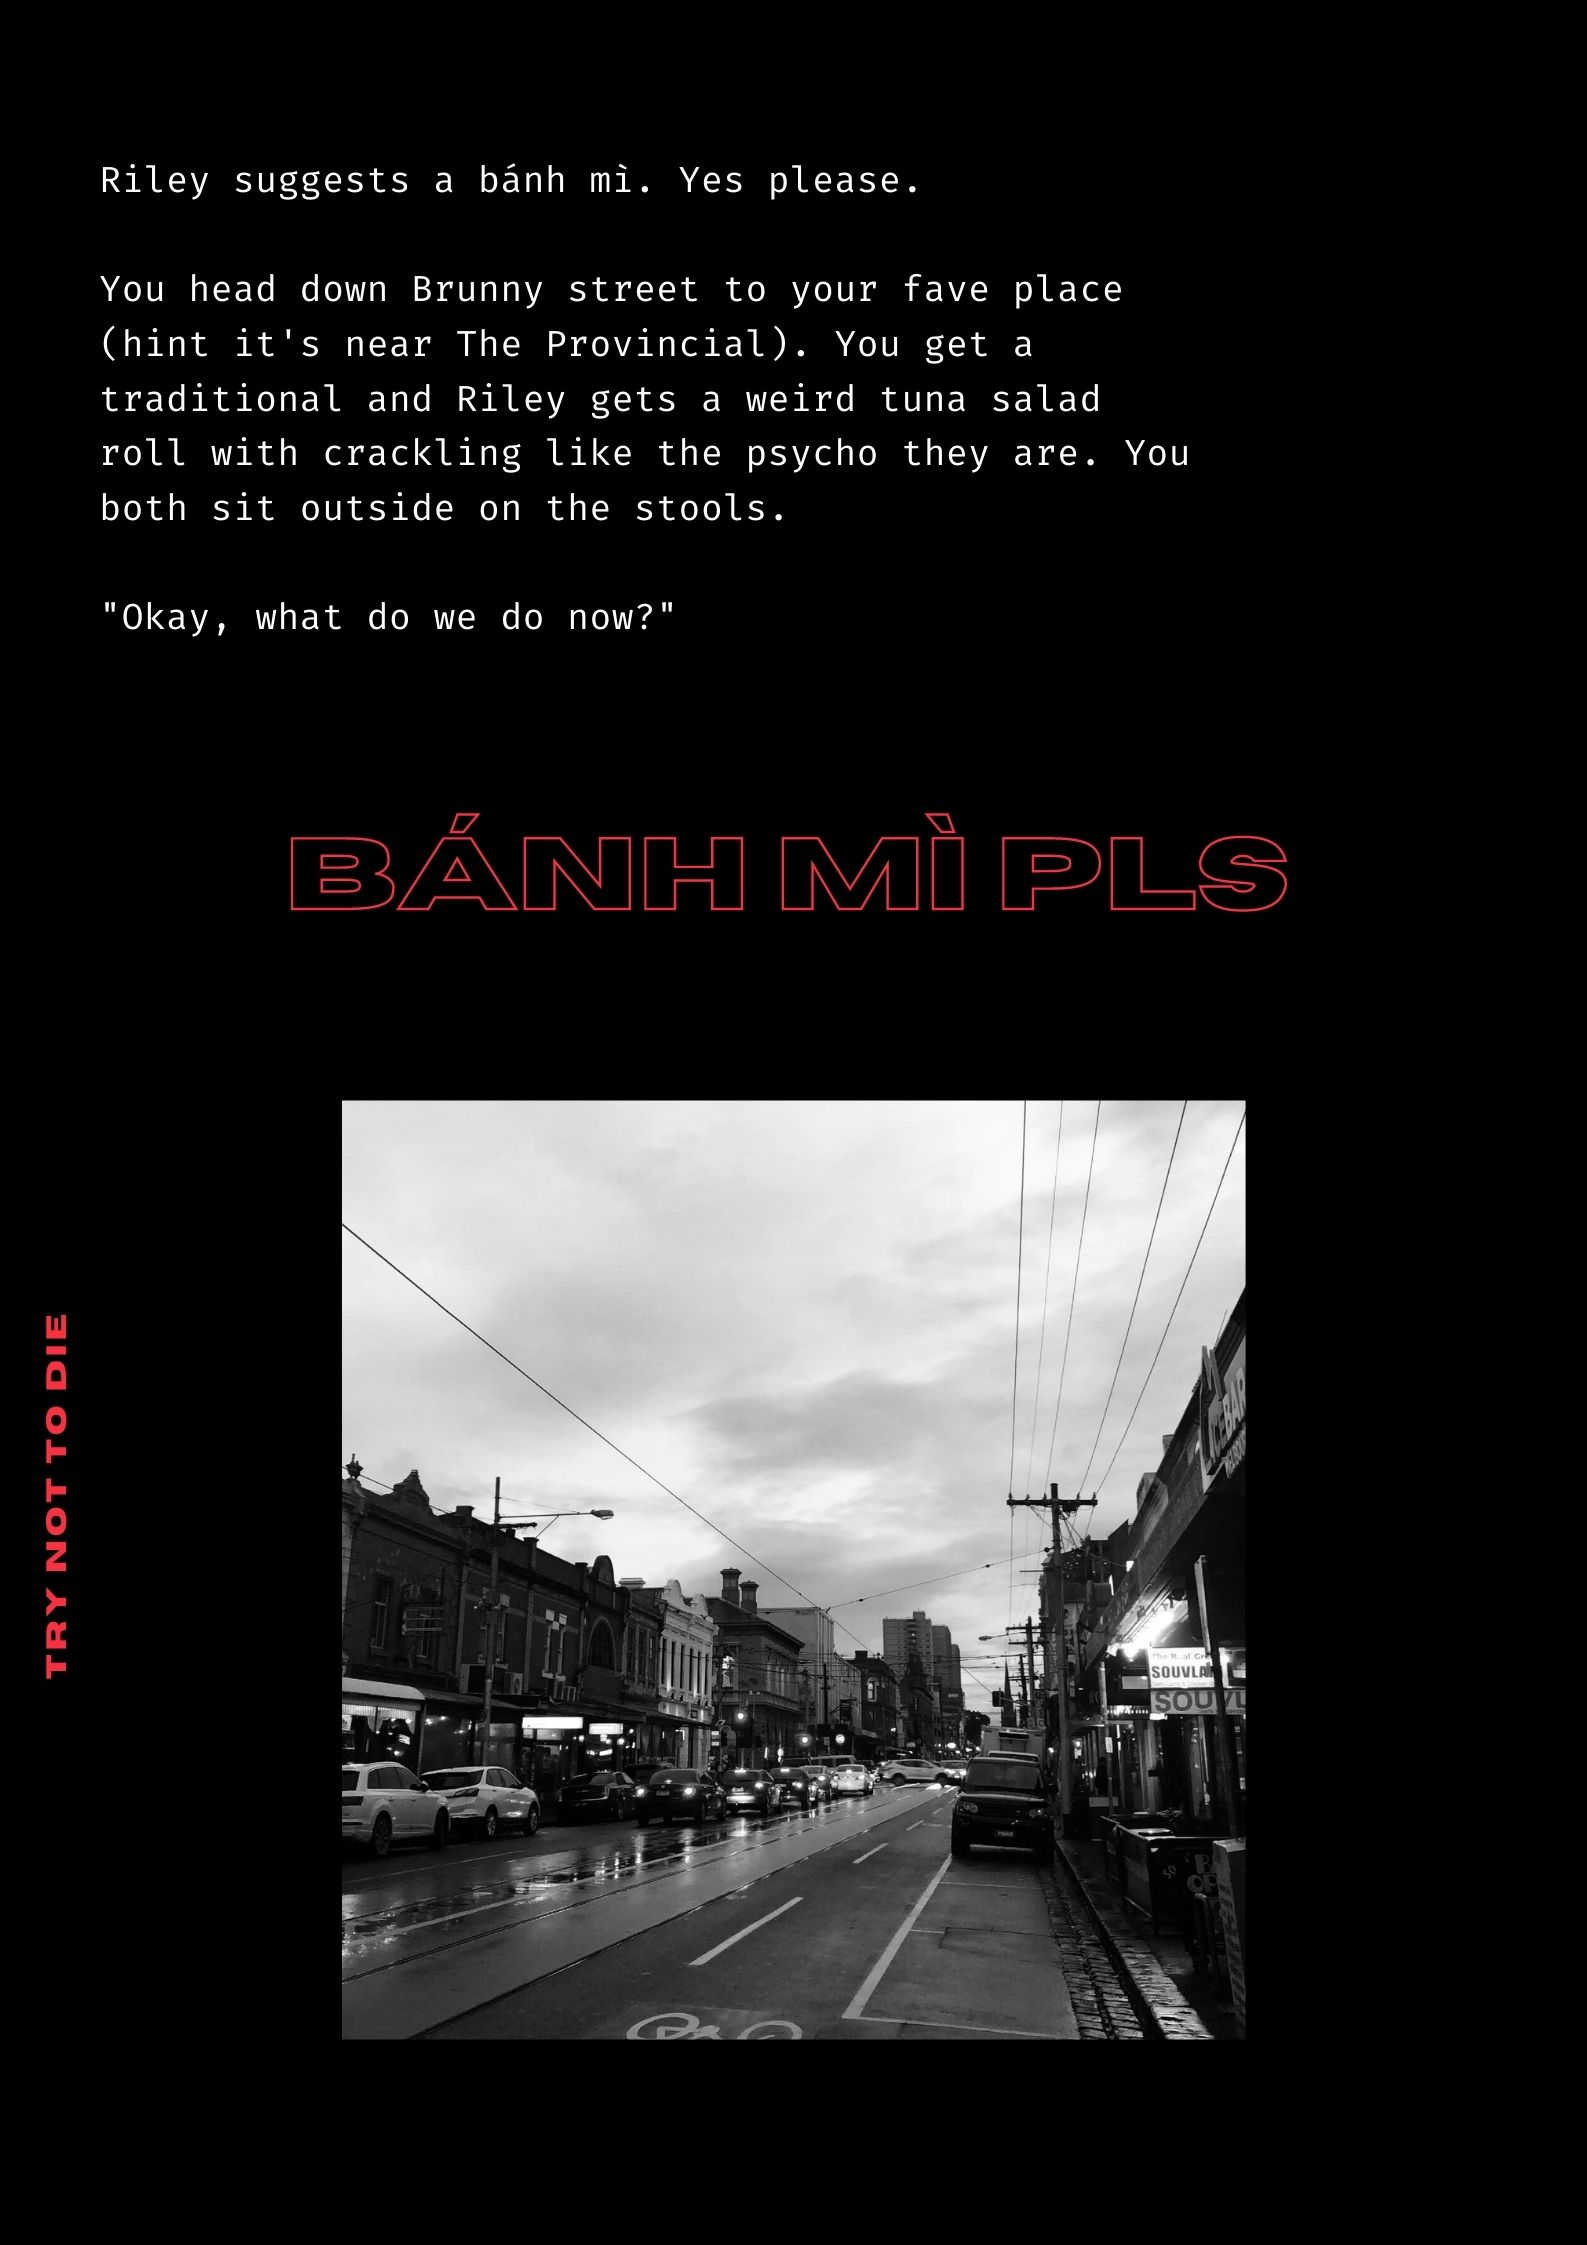 Riley suggests a bánh mì. Yes please.
You head down Brunny street to your fave place
(hint it's near The Provincial). You get a
traditional and Riley gets a weird tuna salad
roll with crackling like the psycho they are. You
both sit outside on the stools.
"Okay, what do we do now?"
BÁNH MÌ PLS
TRY NOT TO DIE
SOUVLA
SOUVL